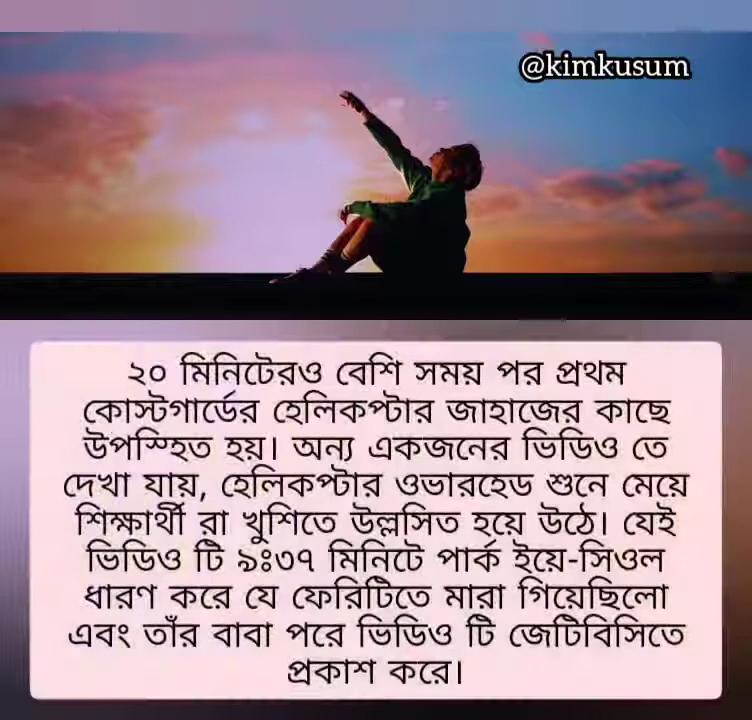 @kimkusum
২০ মিনিটেরও বেশি সময় পর প্রথম
কোস্টগার্ডের হেলিকপ্টার জাহাজের কাছে
উপস্হিত হয়। অন্য একজনের ভিডিও তে
দেখা যায়, হেলিকপ্টার ওভারহেড শুনে মেয়ে
শিক্ষার্থী রা খুশিতে উল্লসিত হয়ে উঠে। যেই
ভিডিও টি ৯ঃ৩৭ মিনিটে পার্ক ইয়ে-সিওল
ধারণ করে যে ফেরিটিতে মারা গিয়েছিলো
এবং তাঁর বাবা পরে ভিডিও টি জেটিবিসিতে
প্রকাশ করে।